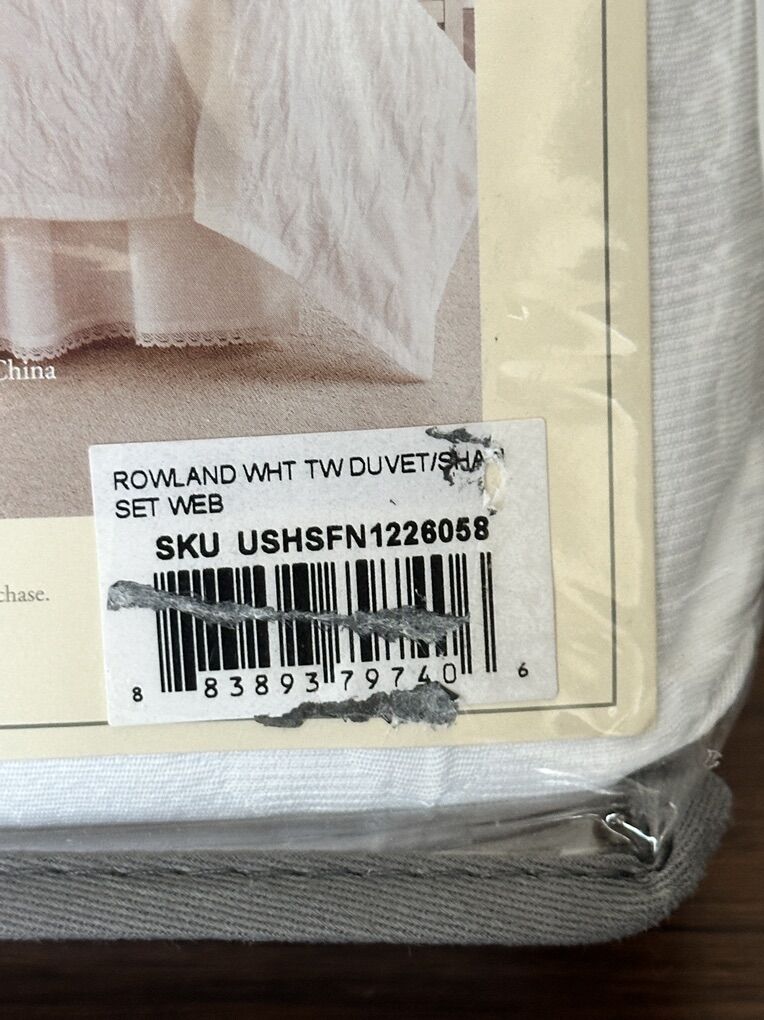 China
ROWLAND WHT TW DUVET/SHA
SET WEB
SKU USHSFN1226058
chase.
8 83893 79740 6